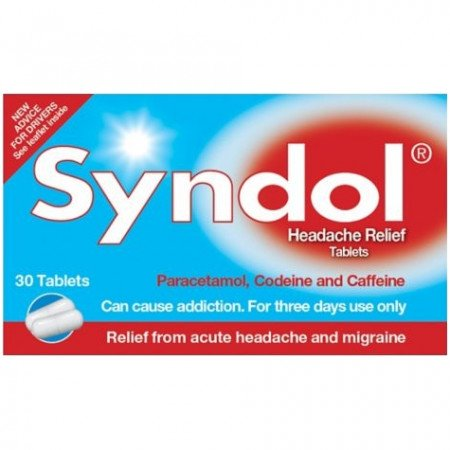 NEW
ADVICE
FOR DRIVERS
See leaflet inside
Syndol®
Headache Relief
Tablets
30 Tablets
Paracetamol, Codeine and Caffeine
Can cause addiction. For three days use only
Relief from acute headache and migraine